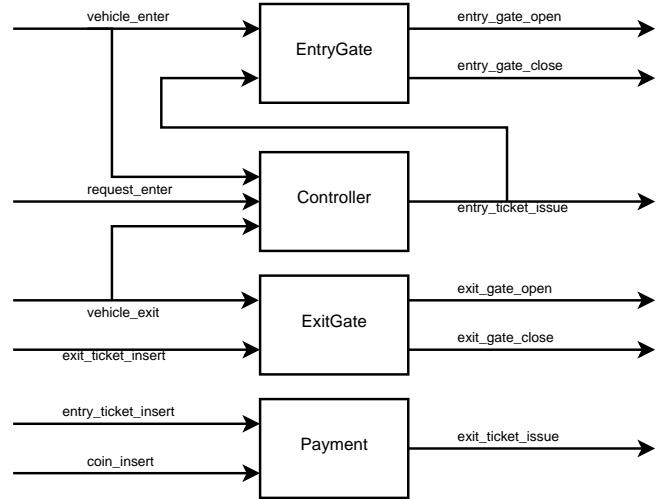 vehicle_enter
entry_gate_open
EntryGate
entry_gate_close
request_enter
Controller
entry_ticket_issue
vehicle_exit
exit_gate_open
ExitGate
exit_ticket_insert
exit_gate_close
entry_ticket_insert
Payment
exit_ticket_issue
coin_insert